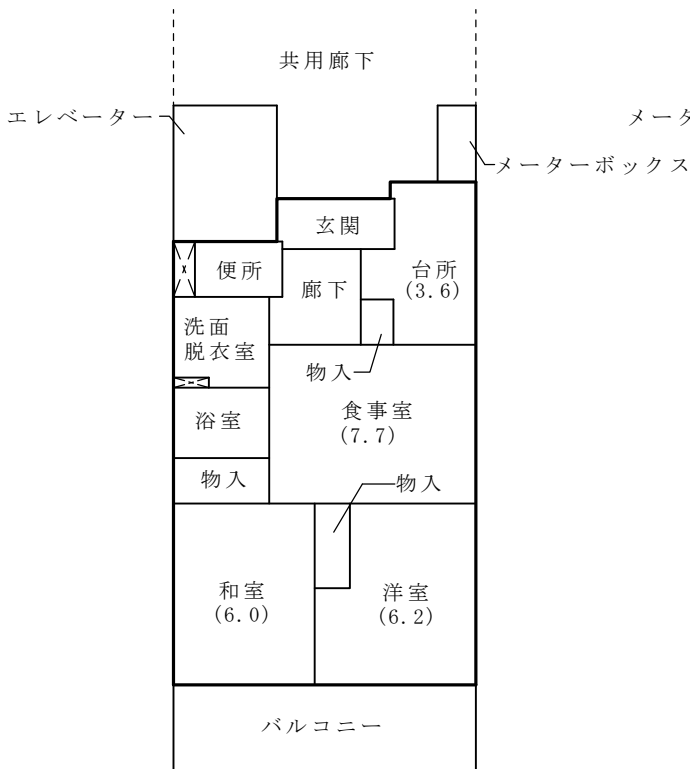 共用廊下
エレベーター
メータ
メーターボックス
玄関
便所
廊下
台所
(3.6)
洗面
脱衣室
物入
食事室
(7.7)
浴室
物入
物入
和室
(6.0)
洋室
(6.2)
バルコニー